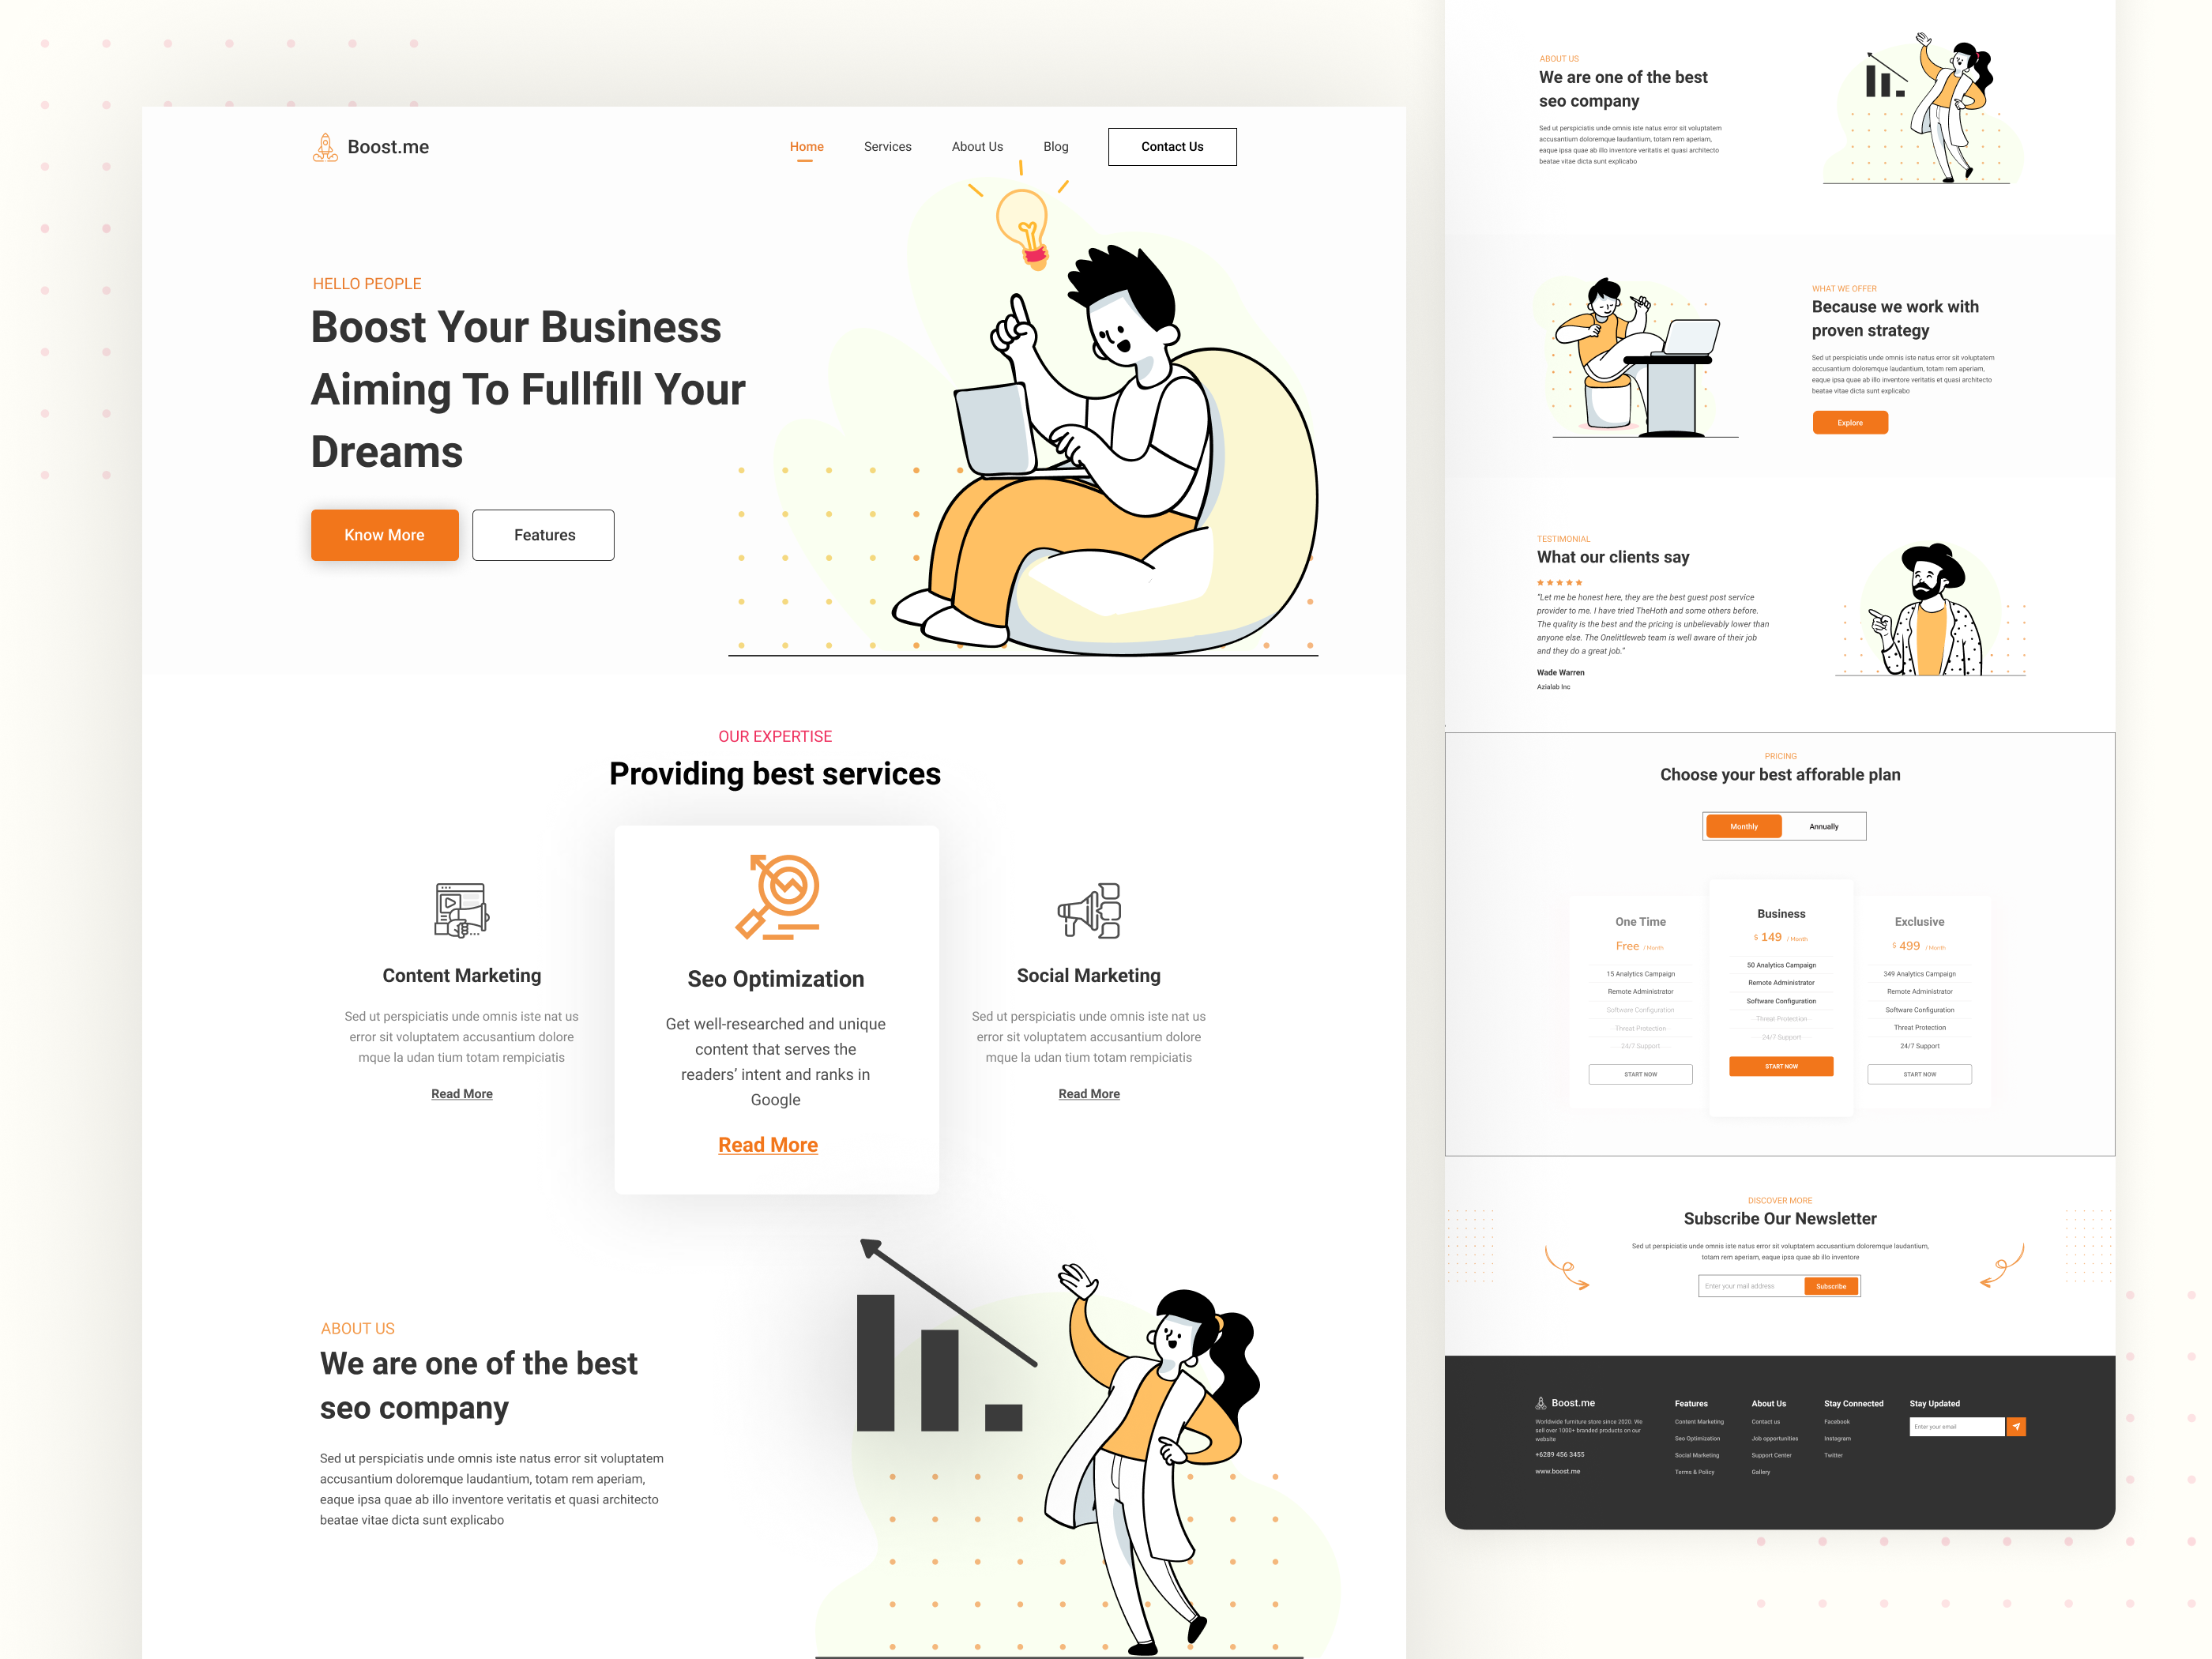 Boost.me
Home
Services
About Us
Blog
Contact Us
HELLO PEOPLE
Boost Your Business
Aiming To Fullfill Your
Dreams
Know More
Features
OUR EXPERTISE
Providing best services
Content Marketing
Sed ut perspiciatis unde omnis iste nat us
error sit voluptatem accusantium dolore
mque la udan tium totam rempiciatis
Read More
Seo Optimization
Get well-researched and unique
content that serves the
readers’ intent and ranks in
Google
Read More
Social Marketing
Sed ut perspiciatis unde omnis iste nat us
error sit voluptatem accusantium dolore
mque la udan tium totam rempiciatis
Read More
ABOUT US
We are one of the best
seo company
Sed ut perspiciatis unde omnis iste natus error sit voluptatem
accusantium doloremque laudantium, totam rem aperiam,
eaque ipsa quae ab illo inventore veritatis et quasi architecto
beatae vitae dicta sunt explicabo
ABOUT US
We are one of the best
seo company
Sed ut perspiciatis unde omnis iste natus error sit voluptatem
accusantium doloremque laudantium, totam rem aperiam,
eaque ipsa quae ab illo inventore veritatis et quasi architecto
beatae vitae dicta sunt explicabo
WHAT WE OFFER
Because we work with
proven strategy
Sed ut perspiciatis unde omnis iste natus error sit voluptatem
accusantium doloremque laudantium, totam rem aperiam,
eaque ipsa quae ab illo inventore veritatis et quasi architecto
beatae vitae dicta sunt explicabo
Explore
TESTIMONIAL
What our clients say
“Let me be honest here, they are the best guest post service
provider to me. I have tried TheHoth and some others before.
The quality is the best and the pricing is unbelievably lower than
anyone else. The Onelittleweb team is well aware of their job
and they do a great job.”
Wade Warren
Azialab Inc
PRICING
Choose your best afforable plan
Monthly
Annually
One Time
Free / Month
15 Analytics Campaign
Remote Administrator
Software Configuration
Threat Protection
24/7 Support
START NOW
Business
$ 149 / Month
50 Analytics Campaign
Remote Administrator
Software Configuration
Threat Protection
24/7 Support
START NOW
Exclusive
$ 499 / Month
349 Analytics Campaign
Remote Administrator
Software Configuration
Threat Protection
24/7 Support
START NOW
DISCOVER MORE
Subscribe Our Newsletter
Sed ut perspiciatis unde omnis iste natus error sit voluptatem accusantium doloremque laudantium,
totam rem aperiam, eaque ipsa quae ab illo inventore
Enter your mail address
Subscribe
Boost.me
Worldwide furniture store since 2020. We
sell over 1000+ branded products on our
website
+6289 456 3455
www.boost.me
Features
Content Marketing
Seo Optimization
Social Marketing
Terms & Policy
About Us
Contact us
Job opportunities
Support Center
Gallery
Stay Connected
Facebook
Instagram
Twitter
Stay Updated
Enter your email